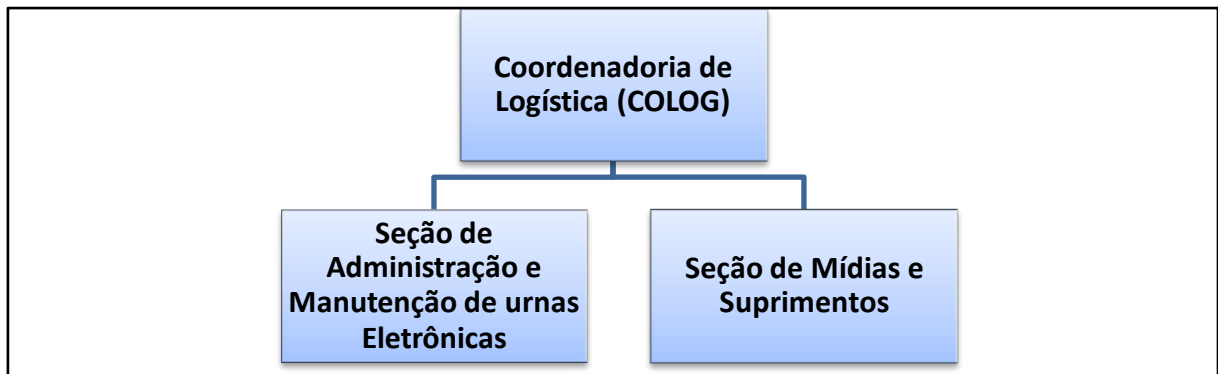 Coordenadoria de
Logística (COLOG)
Seção de
Administração e
Manutenção de urnas
Eletrônicas
Seção de Mídias e
Suprimentos